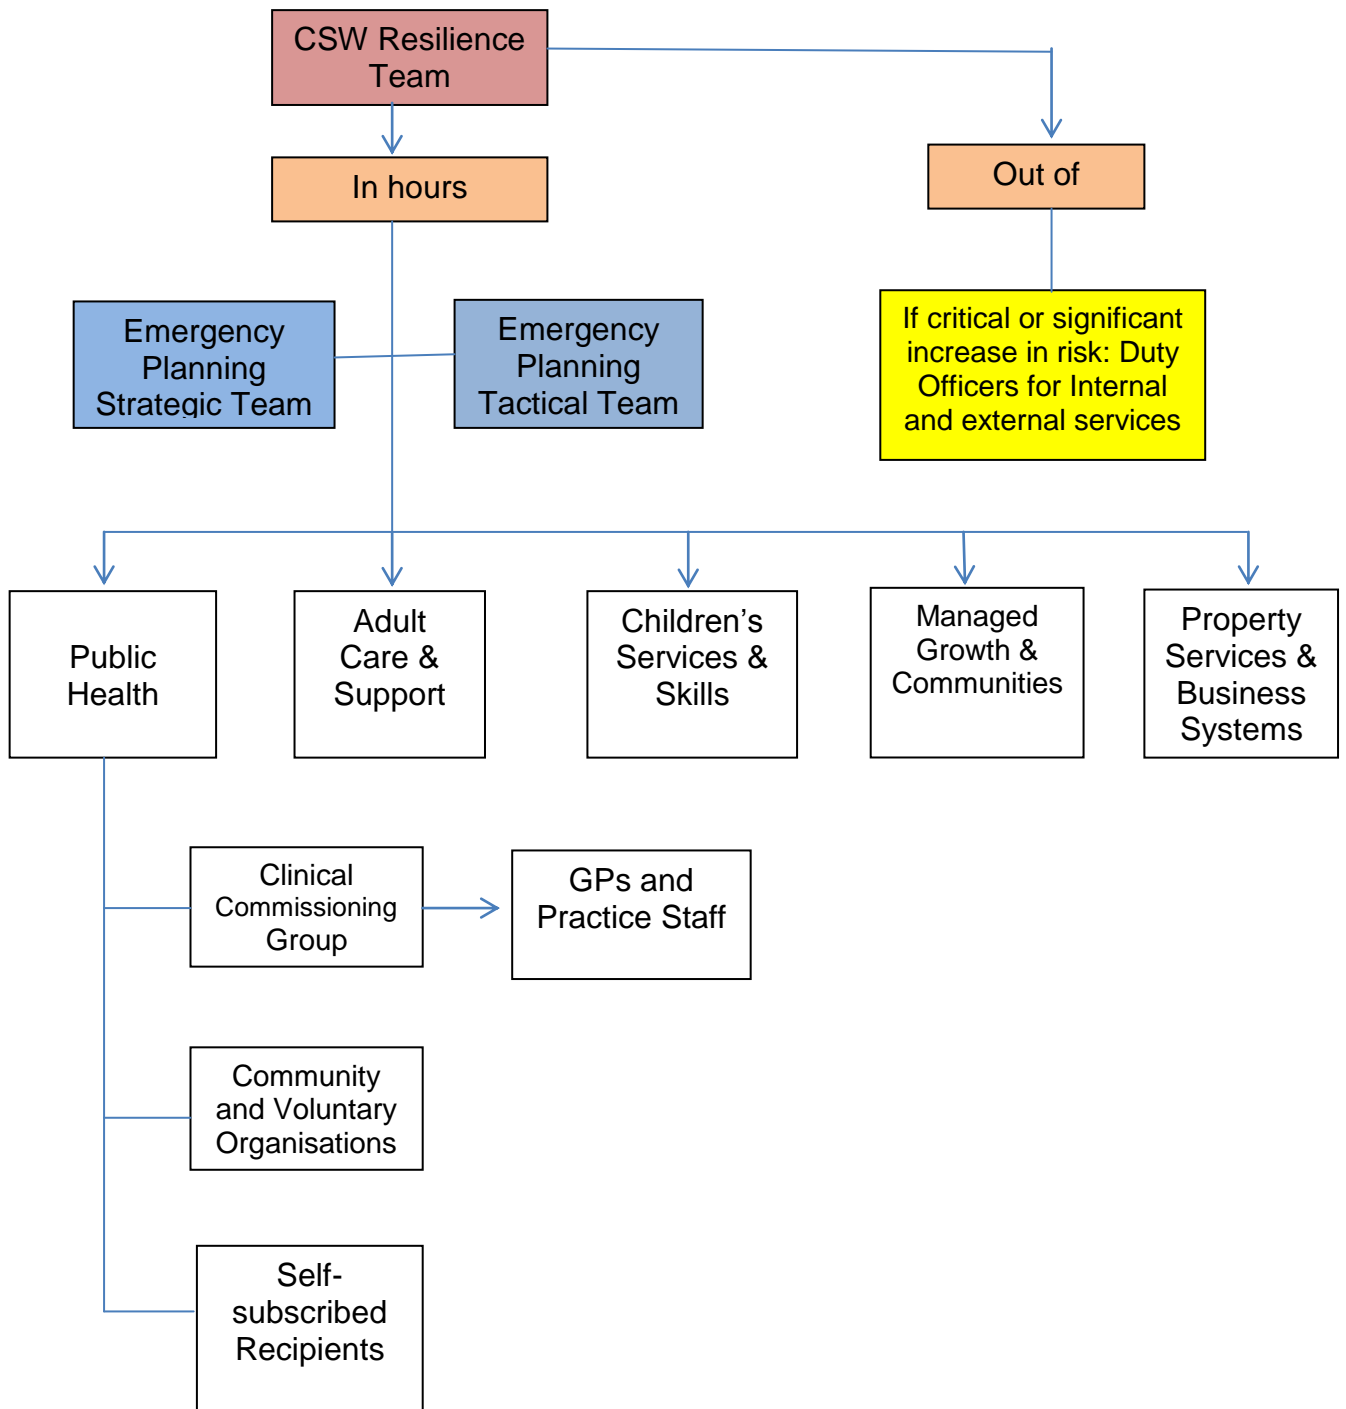 CSW Resilience
Team
In hours
Out of
Emergency
Planning
Strategic Team
Emergency
Planning
Tactical Team
If critical or significant
increase in risk: Duty
Officers for Internal
and external services
Public
Health
Adult
Care &
Support
Children’s
Services &
Skills
Managed
Growth &
Communities
Property
Services &
Business
Systems
Clinical
Commissioning
Group
GPs and
Practice Staff
Community
and Voluntary
Organisations
Self-
subscribed
Recipients